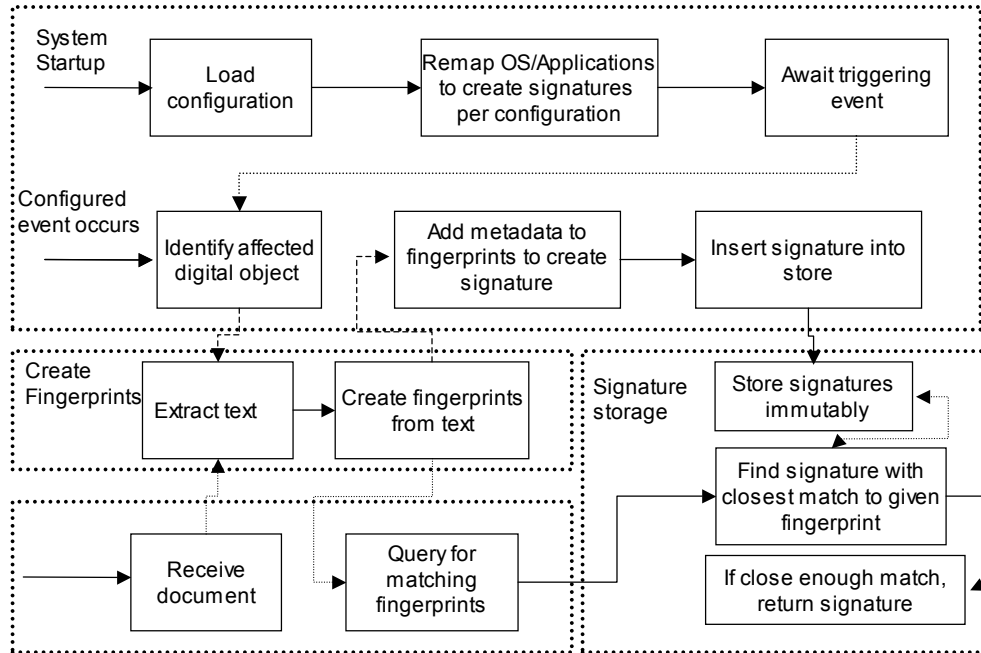 System
Startup
Load
configuration
Remap OS/Applications
to create signatures
per configuration
Await triggering
event
Configured
event occurs
Identify affected
digital object
Add metadata to
fingerprints to create
signature
Insert signature into
store
Create
Fingerprints
Extract text
Create fingerprints
from text
Signature
storage
Store signatures
immutably
Find signature with
closest match to given
fingerprint
Receive
document
Query for
matching
fingerprints
If close enough match,
return signature